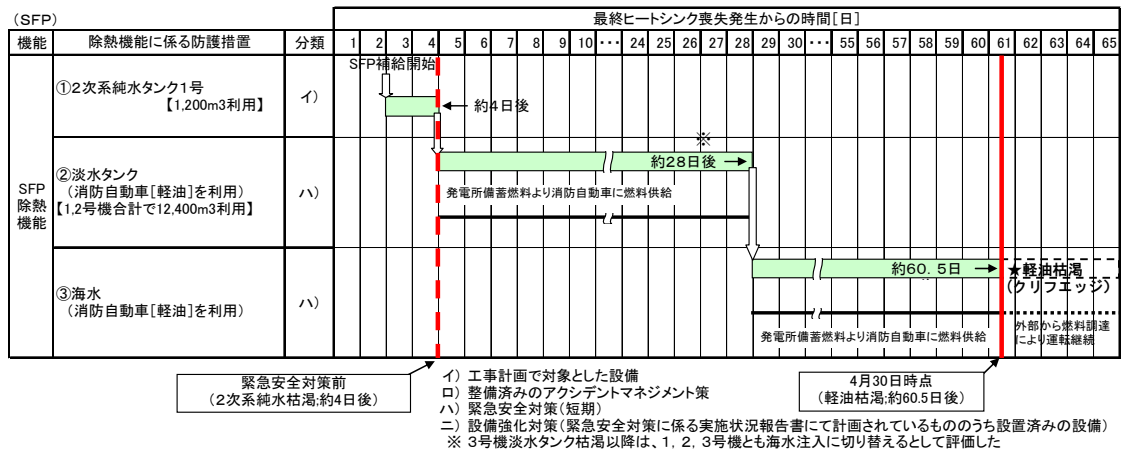 (SFP)
最終ヒートシンク喪失発生からの時間[日]
機能 除熱機能に係る防護措置 分類 1 2 3 4 5 6 7 8 9 10 ・・・ 24 25 26 27 28 29 30 ・・・ 55 56 57 58 59 60 61 62 63 64 65
SFP補給開始
①2次系純水タンク1号
【1,200m3利用】
イ)
← 約4日後
※
SFP
除熱
機能
②淡水タンク
(消防自動車[軽油]を利用)
【1,2号機合計で12,400m3利用】
ハ)
約28日後 →
発電所備蓄燃料より消防自動車に燃料供給
③海水
(消防自動車[軽油]を利用)
ハ)
約60.5日 →
★軽油枯渇
(クリフエッジ)
発電所備蓄燃料より消防自動車に燃料供給
外部から燃料調達
により運転継続
緊急安全対策前
(2次系純水枯渇;約4日後)
4月30日時点
(軽油枯渇;約60.5日後)
イ)工事計画で対象とした設備
ロ)整備済みのアクシデントマネジメント策
ハ)緊急安全対策(短期)
ニ)設備強化対策(緊急安全対策に係る実施状況報告書にて計画されているもののうち設置済みの設備)
※ 3号機淡水タンク枯渇以降は、1,2,3号機とも海水注入に切り替えるとして評価した